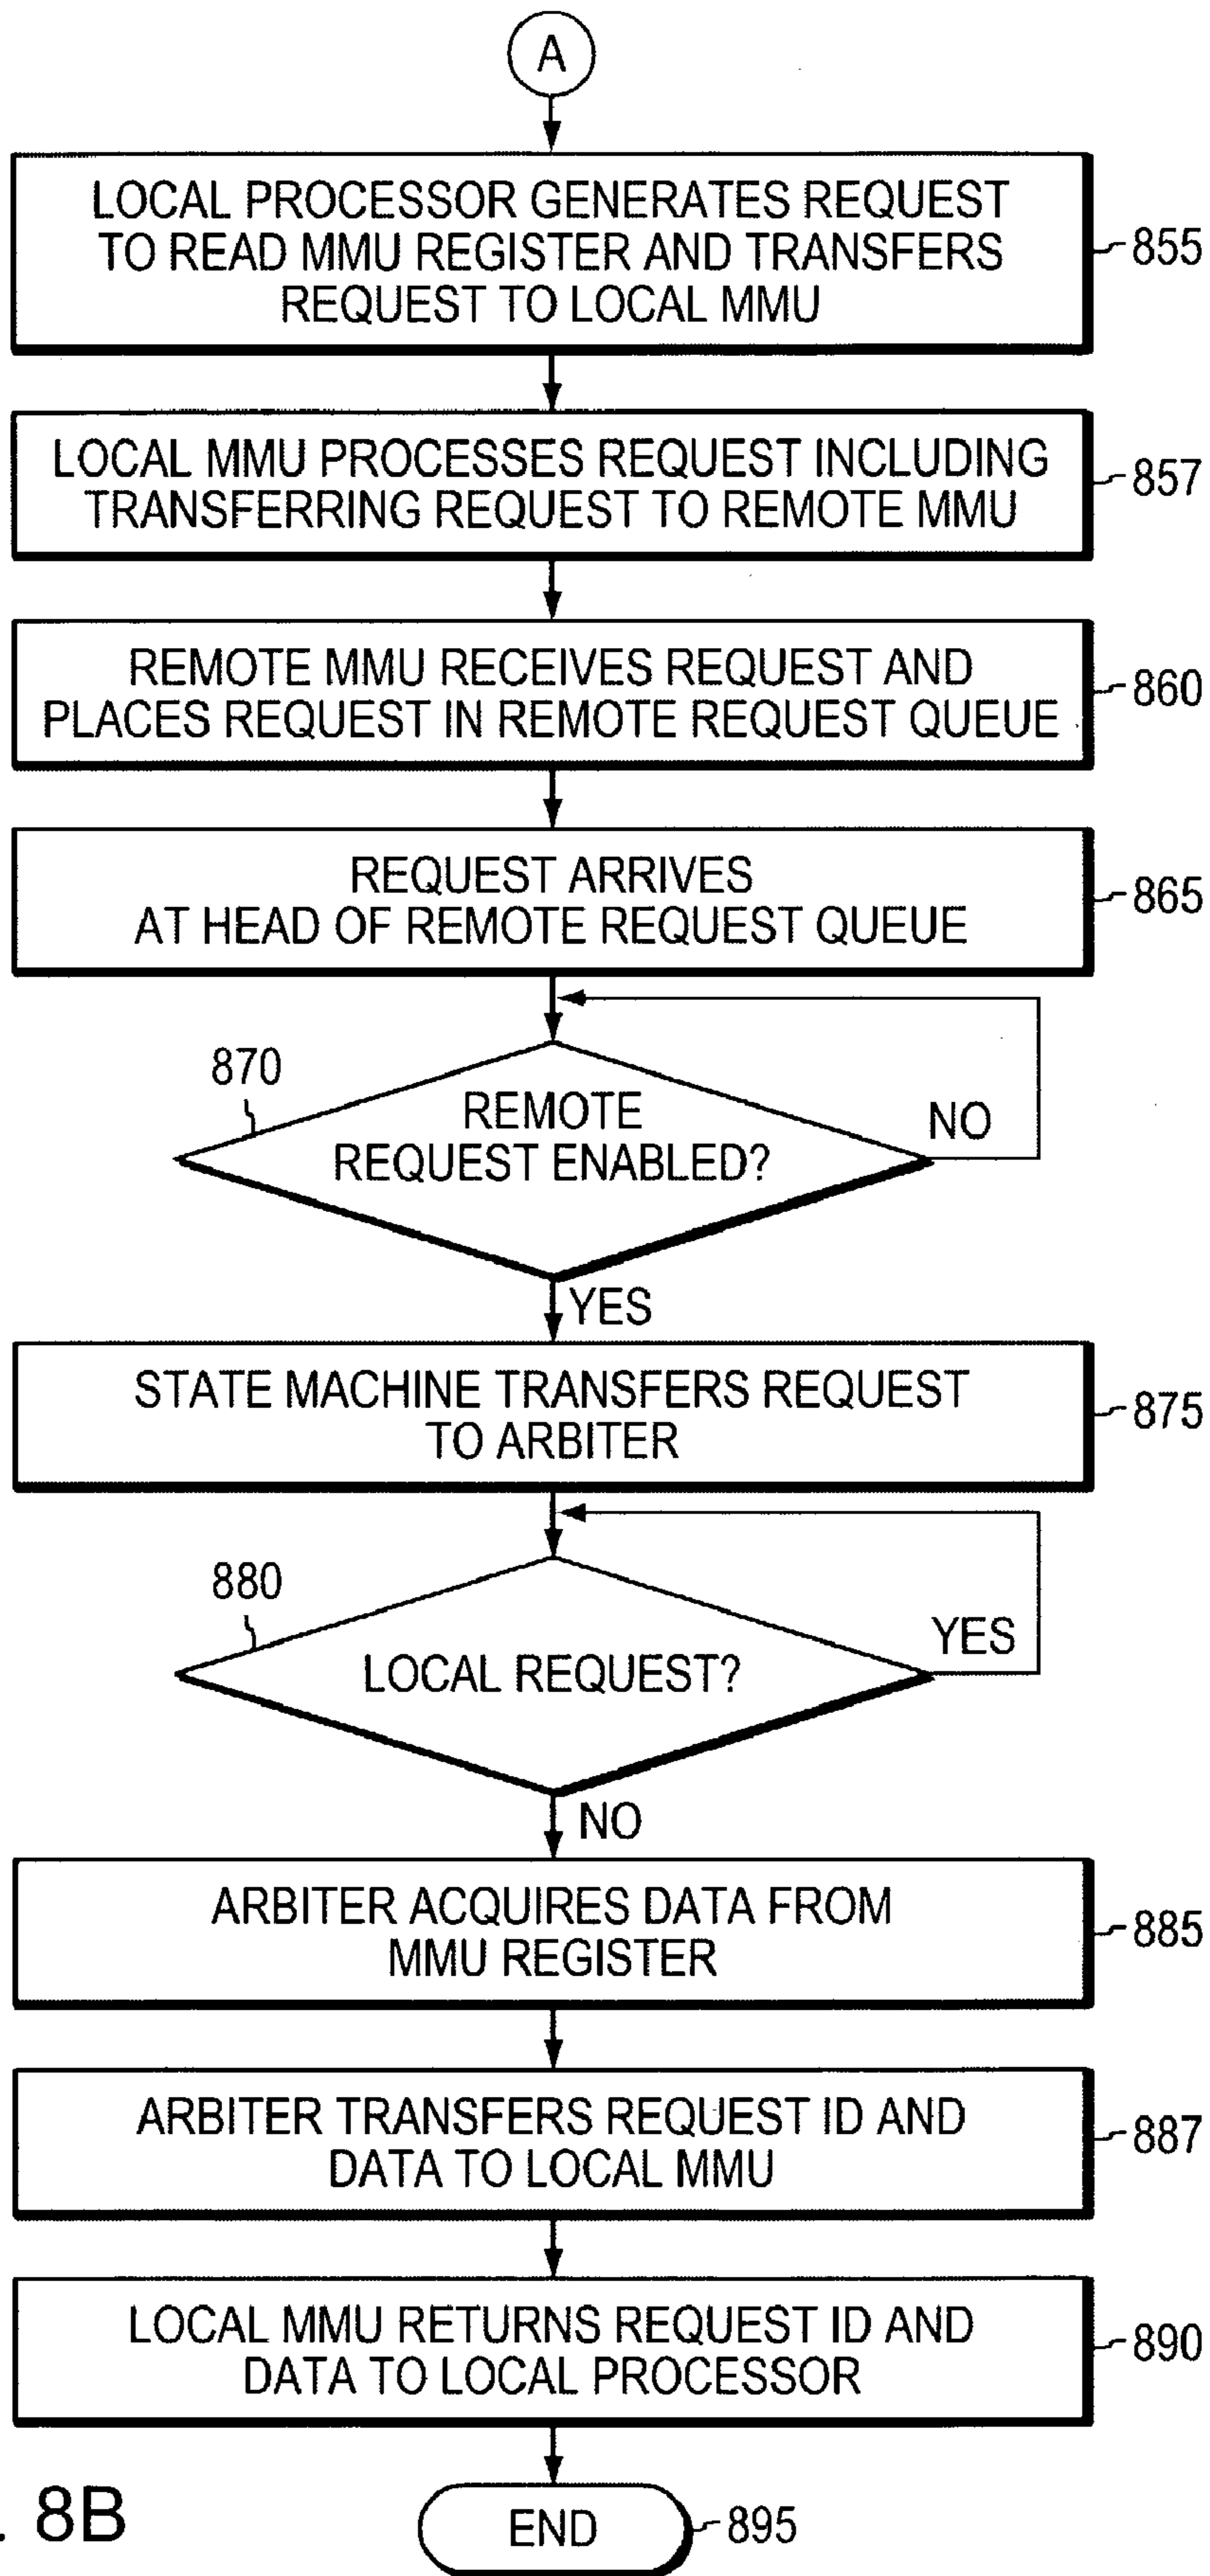 A
LOCAL PROCESSOR GENERATES REQUEST
TO READ MMU REGISTER AND TRANSFERS
REQUEST TO LOCAL MMU
855
LOCAL MMU PROCESSES REQUEST INCLUDING
TRANSFERRING REQUEST TO REMOTE MMU
857
REMOTE MMU RECEIVES REQUEST AND
PLACES REQUEST IN REMOTE REQUEST QUEUE
860
REQUEST ARRIVES
AT HEAD OF REMOTE REQUEST QUEUE
865
870
REMOTE
REQUEST ENABLED?
NO
YES
STATE MACHINE TRANSFERS REQUEST
TO ARBITER
875
880
LOCAL REQUEST?
YES
NO
ARBITER ACQUIRES DATA FROM
MMU REGISTER
885
ARBITER TRANSFERS REQUEST ID AND
DATA TO LOCAL MMU
887
LOCAL MMU RETURNS REQUEST ID AND
DATA TO LOCAL PROCESSOR
890
END
895
. 8B